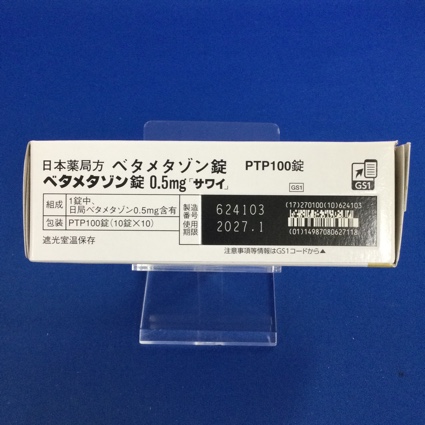 日本薬局方 ベタメタゾン錠 PTP100錠
ベタメタゾン錠 0.5mg「サワイ」
GS1
GS1
組成 1錠中、
日局ベタメタゾン0.5mg含有
包装 PTP100錠(10錠×10)
遮光室温保存
製造番号 624103
使用期限 2027.1
(17)270100(10)624103
(01)14987080627118
注意事項等情報はGS1コードから▲